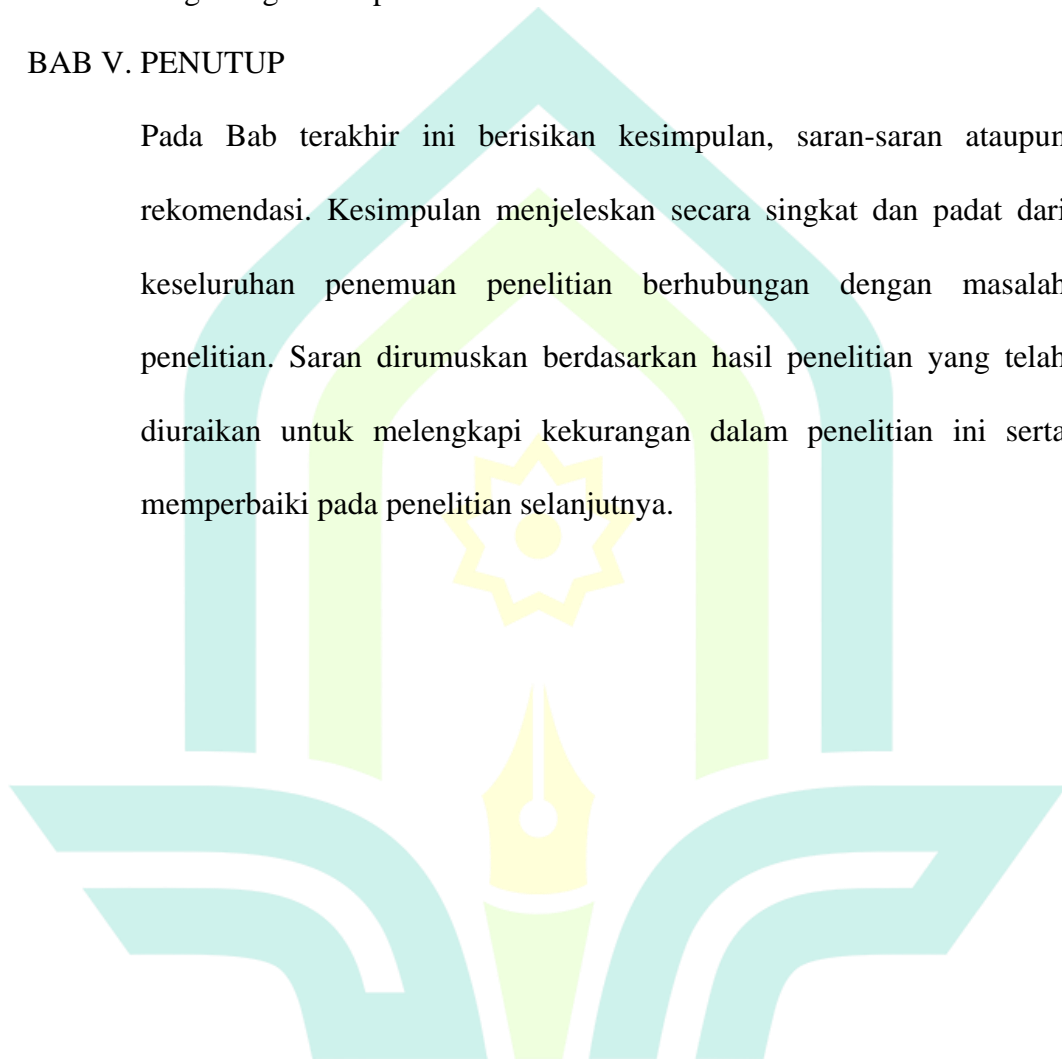 BAB V. PENUTUP
Pada Bab terakhir ini berisikan kesimpulan, saran-saran ataupun
rekomendasi. Kesimpulan menjeleskan secara singkat dan padat dari
keseluruhan penemuan penelitian berhubungan dengan masalah
penelitian. Saran dirumuskan berdasarkan hasil penelitian yang telah
diuraikan untuk melengkapi kekurangan dalam penelitian ini serta
memperbaiki pada penelitian selanjutnya.